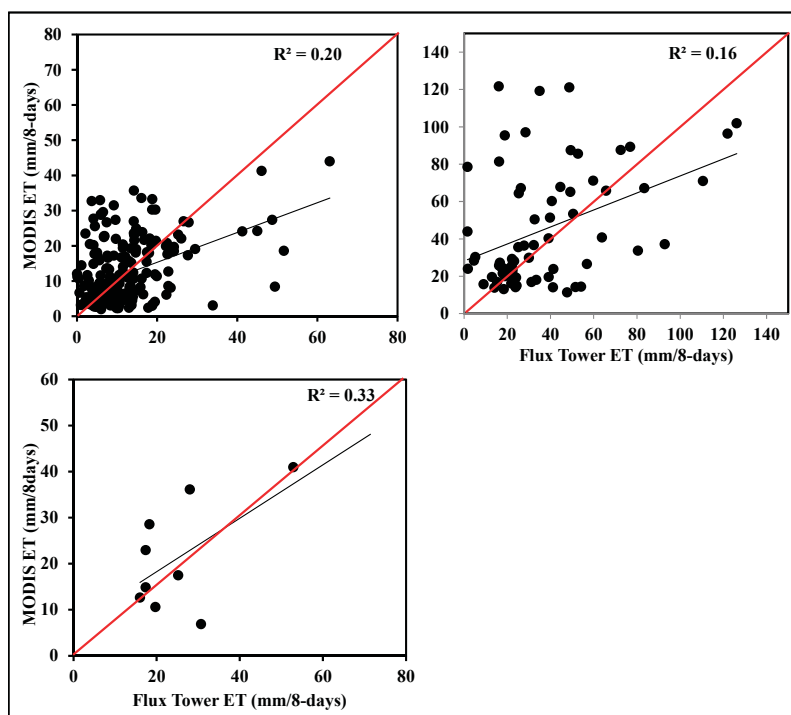 80
70
60
50
40
30
20
10
0
MODIS ET (mm/8-days)
R² = 0.20
0 20 40 60 80
140
120
100
80
60
40
20
0
R² = 0.16
0 20 40 60 80 100 120 140
Flux Tower ET (mm/8-days)
60
50
40
30
20
10
0
MODIS ET (mm/8days)
R² = 0.33
0 20 40 60 80
Flux Tower ET (mm/8-days)